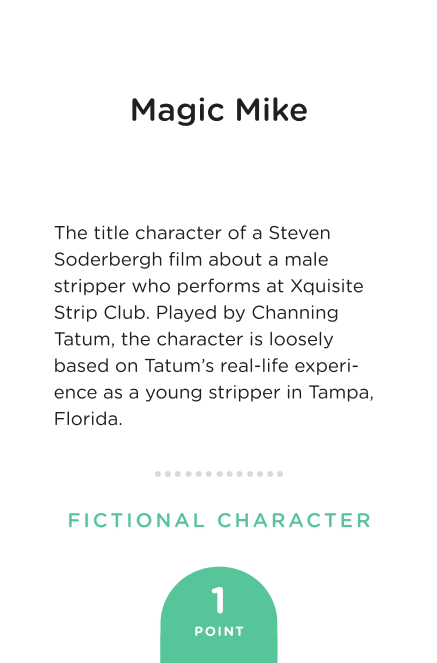 Magic Mike
The title character of a Steven
Soderbergh film about a male
stripper who performs at Xquisite
Strip Club. Played by Channing
Tatum, the character is loosely
based on Tatum’s real-life experi-
ence as a young stripper in Tampa,
Florida.
FICTIONAL CHARACTER
1
POINT